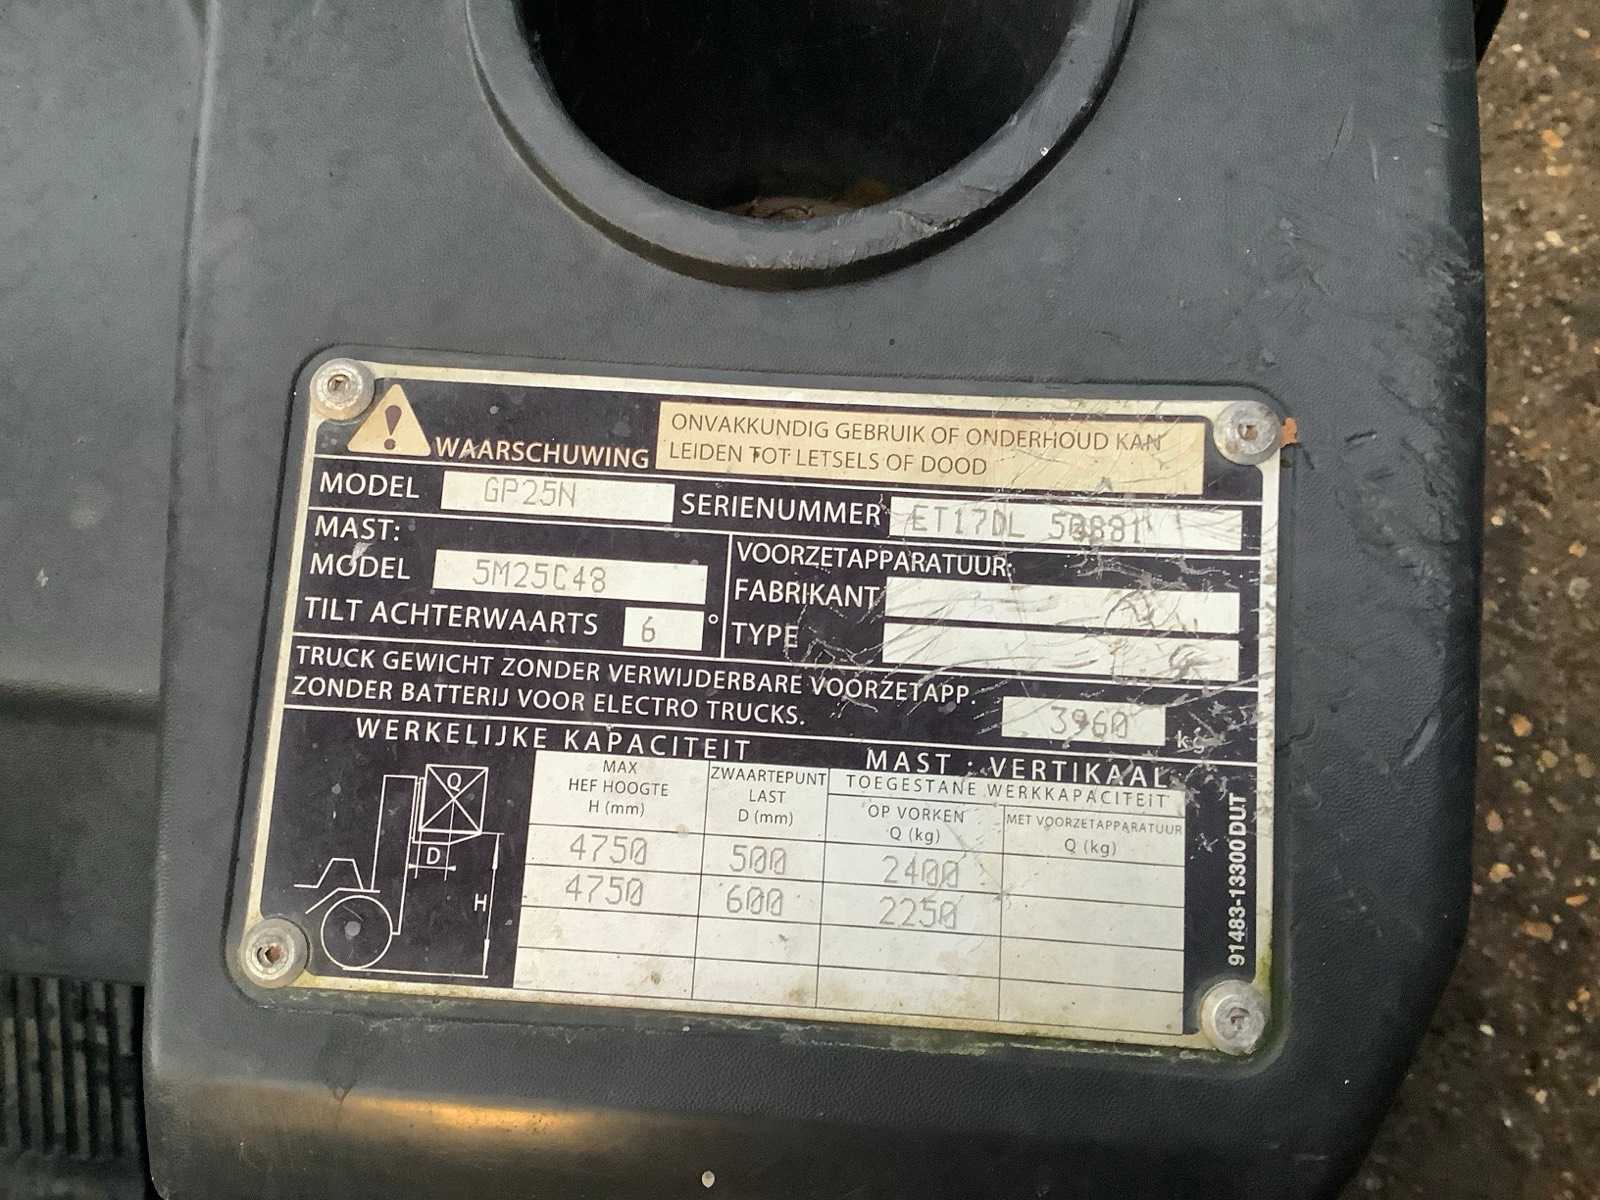 WAARSCHUWING
ONVAKKUNDIG GEBRUIK OF ONDERHOUD KAN
LEIDEN TOT LETSELS OF DOOD
MODEL GP25N SERIENUMMER ET17DL
MAST:
MODEL 5M25C48
TILT ACHTERWAARTS 6 °
VOORZETAPPARATUUR:
FABRIKANT
TYPE
TRUCK GEWICHT ZONDER VERWIJDERBARE VOORZETAPP.
ZONDER BATTERIJ VOOR ELECTRO TRUCKS. 3960 kg
WERKELIJKE KAPACITEIT MAST : VERTIKAAL
Q
D
H
MAX
HEF HOOGTE
H (mm)
ZWAARTEPUNT
LAST
D (mm)
TOEGESTANE WERKKAPACITEIT
OP VORKEN
Q (kg)
MET VOORZETAPPARATUUR
Q (kg)
4750 500 2400
4750 600 2250
91483-13300 DUT